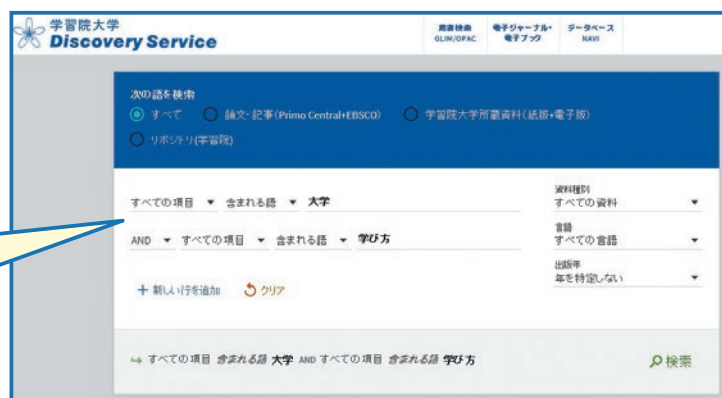 学習院大学
Discovery Service
図書検索
GLIM/OPAC
電子ジャーナル・
電子ブック
データベース
NAVI
次の語を検索
すべて 論文・記事(Primo Central+EBSCO) 学習院大学所蔵資料(紙版+電子版)
リポジトリ(学習院)
すべての項目 含まれる語 大学
AND すべての項目 含まれる語 学び方
+ 新しい行を追加 クリア
資料種別
すべての資料
言語
すべての言語
出版年
年を特定しない
すべての項目 含まれる語 大学 AND すべての項目 含まれる語 学び方
検索